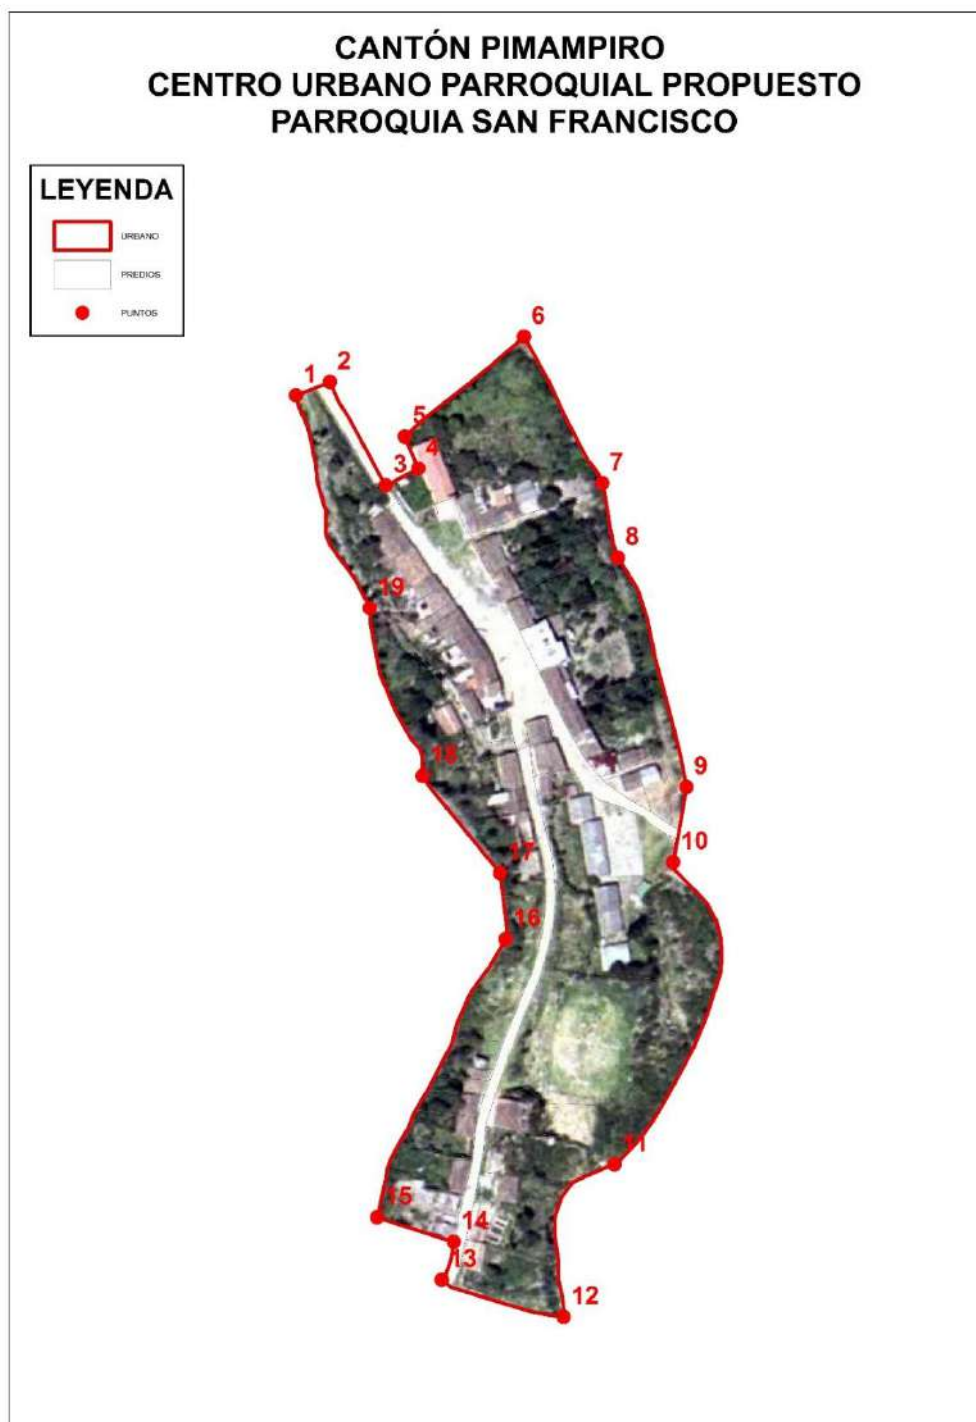 CANTÓN PIMAMPIRO
CENTRO URBANO PARROQUIAL PROPUESTO
PARROQUIA SAN FRANCISCO
LEYENDA
URBANO
PREDIOS
PUNTOS
6
1 2
5
4
3
7
8
19
18
9
10
17
16
11
15
14
13
12